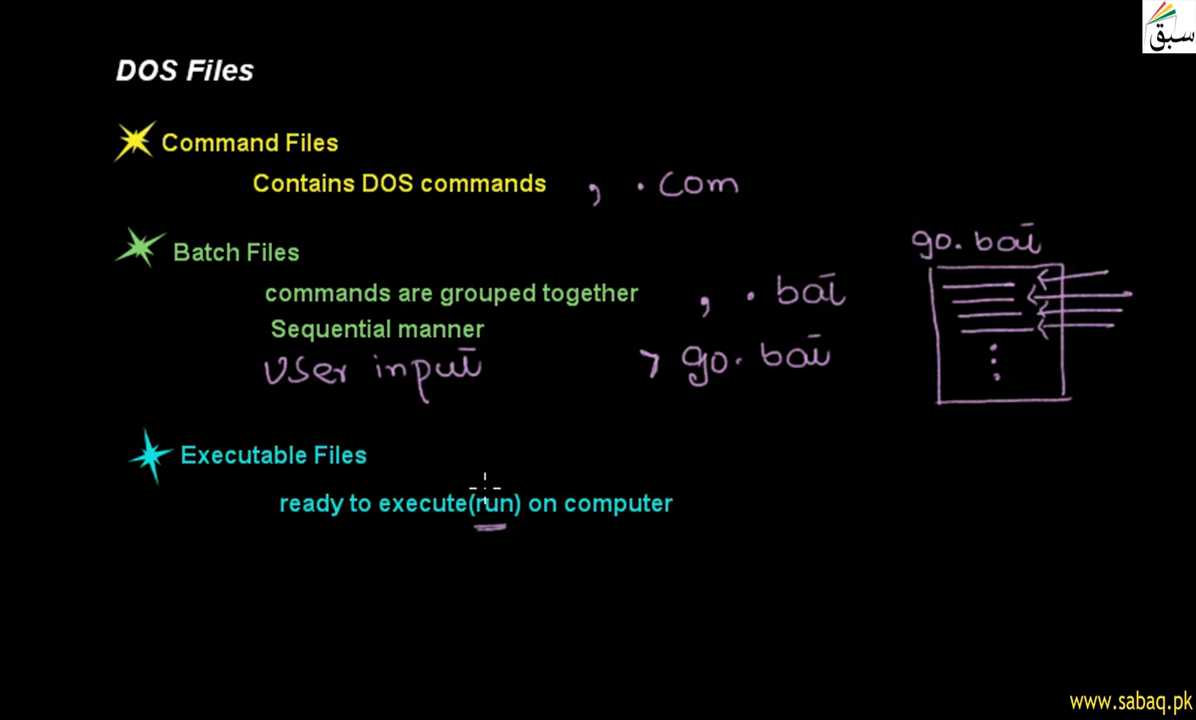 سبق
DOS Files
Command Files
Contains DOS commands , .com
Batch Files
go.bat
commands are grouped together , .bat
Sequential manner
User input > go.bat
Executable Files
ready to execute(run) on computer
www.sabaq.pk